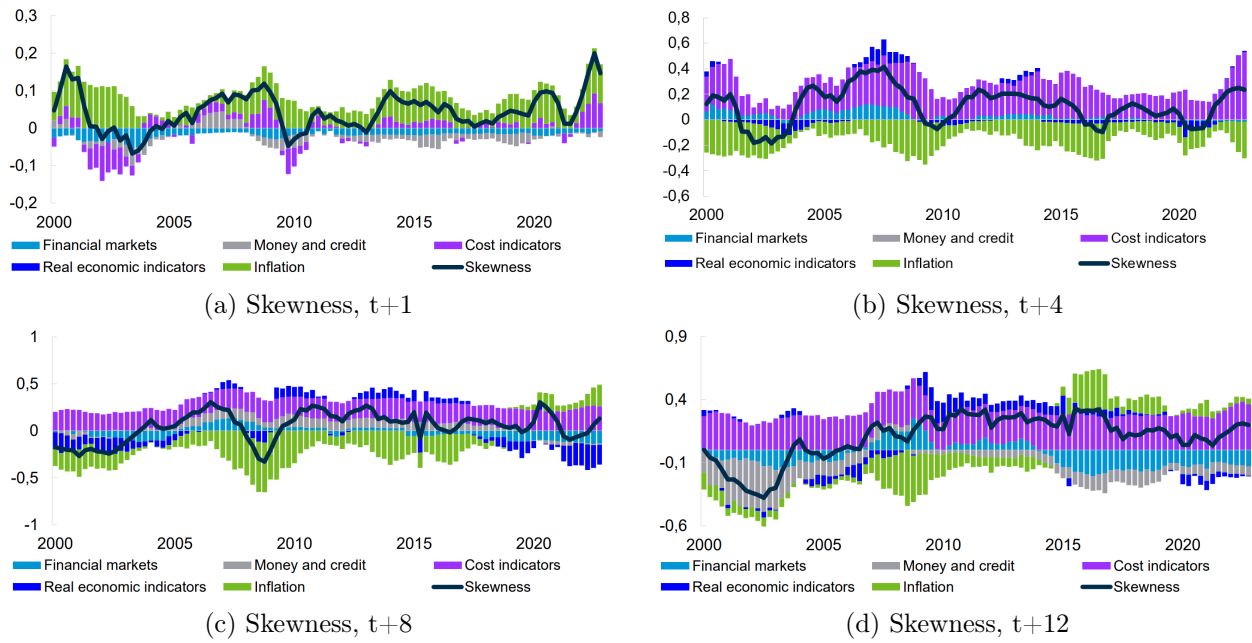 0,3
0,2
0,1
0
-0,1
-0,2
2000 2005 2010 2015 2020
Financial markets Money and credit Cost indicators
Real economic indicators Inflation Skewness
(a) Skewness, t+1
0,8
0,6
0,4
0,2
0
-0,2
-0,4
-0,6
2000 2005 2010 2015 2020
Financial markets Money and credit Cost indicators
Real economic indicators Inflation Skewness
(b) Skewness, t+4
1
0,5
0
-0,5
-1
2000 2005 2010 2015 2020
Financial markets Money and credit Cost indicators
Real economic indicators Inflation Skewness
(c) Skewness, t+8
0,9
0,4
-0,1
-0,6
2000 2005 2010 2015 2020
Financial markets Money and credit Cost indicators
Real economic indicators Inflation Skewness
(d) Skewness, t+12